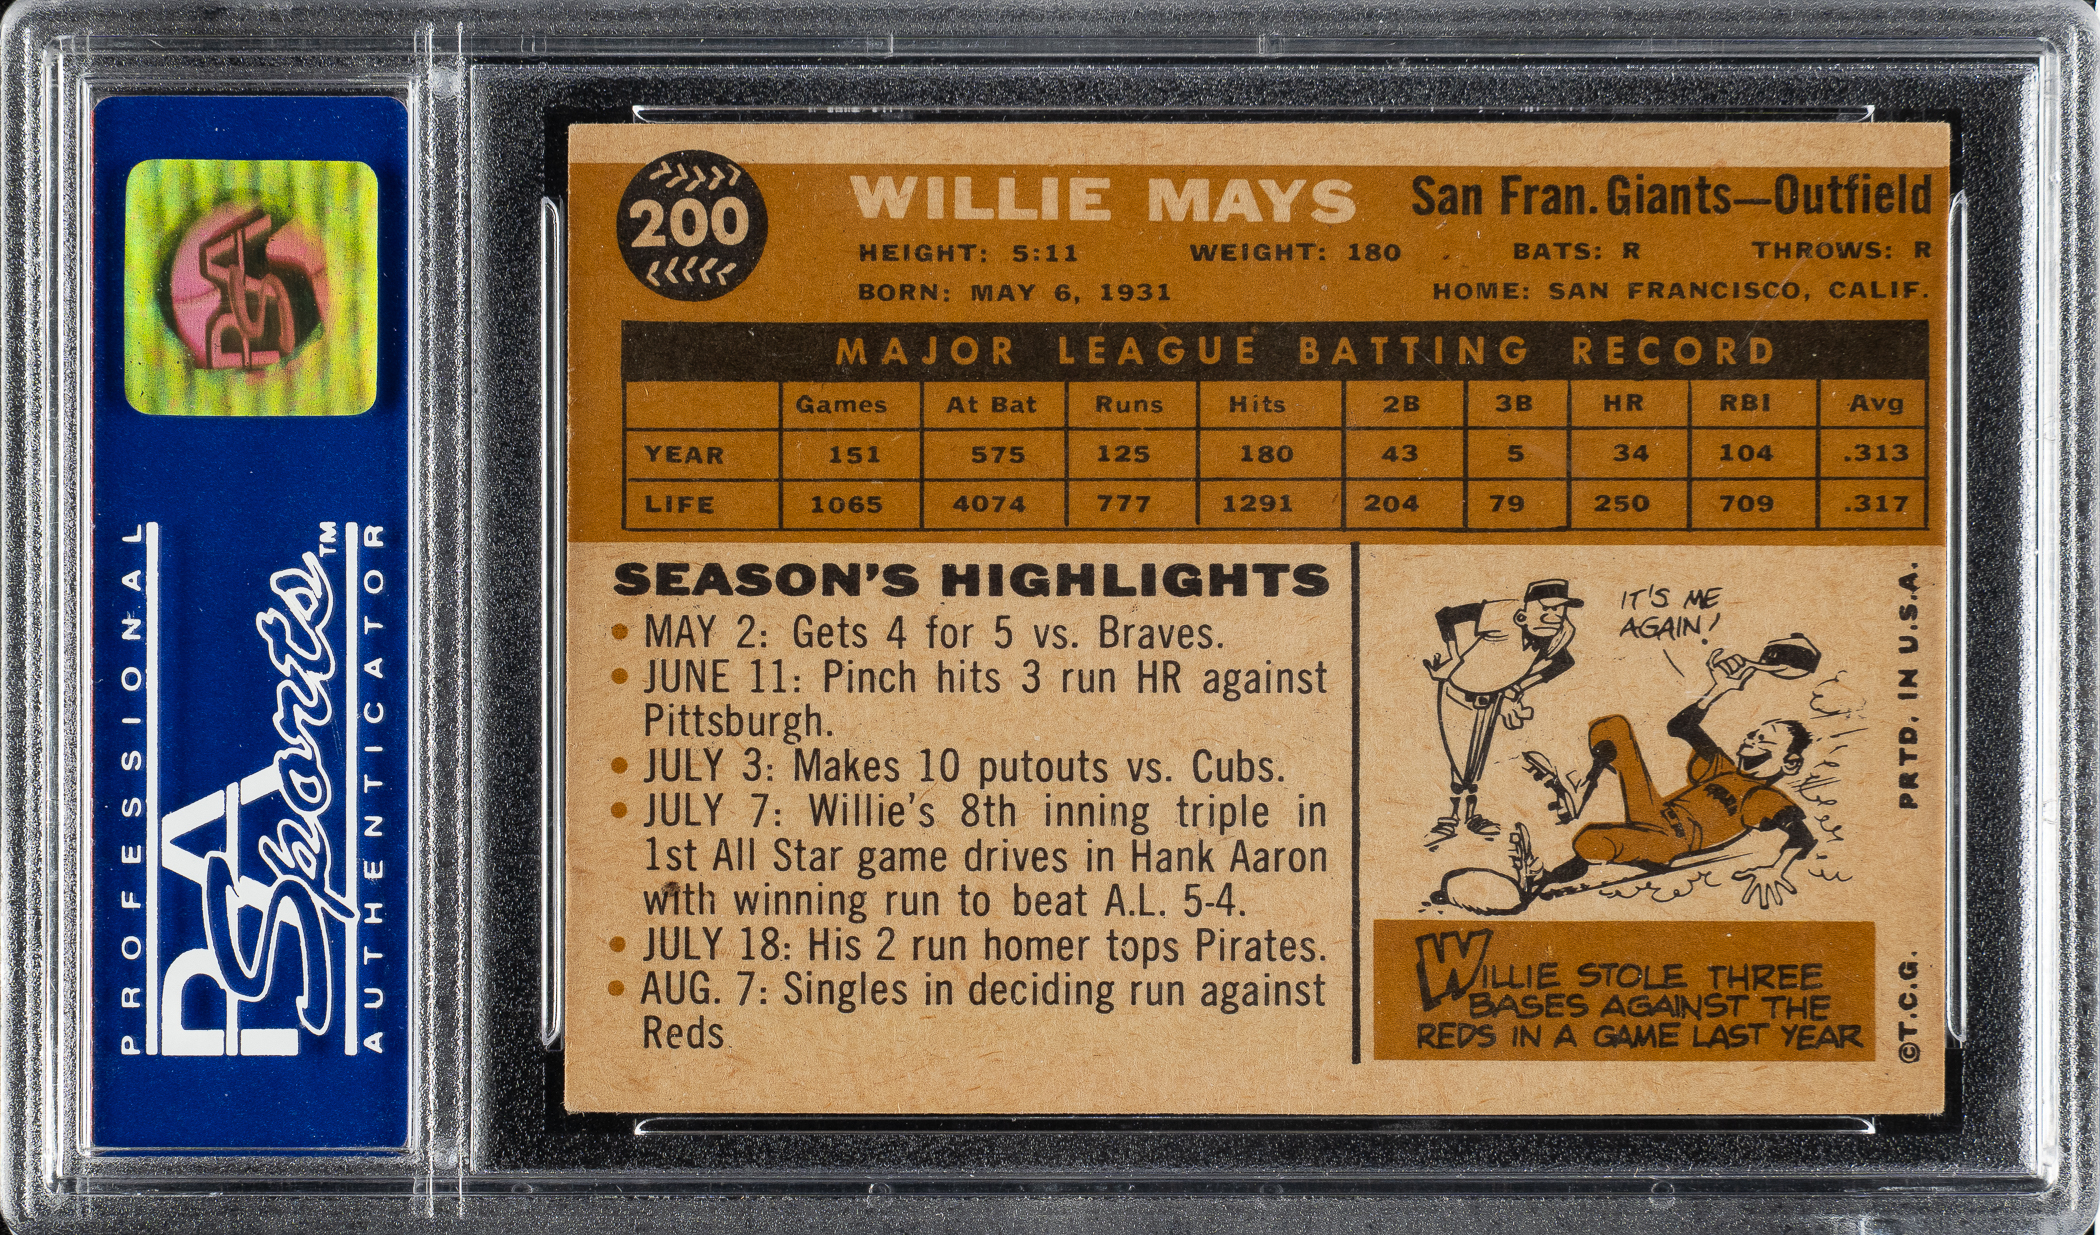 PROFESSIONAL
PSA
Sports™
AUTHENTICATOR
PSA
200
WILLIE MAYS San Fran. Giants—Outfield
HEIGHT: 5:11 WEIGHT: 180 BATS: R THROWS: R
BORN: MAY 6, 1931 HOME: SAN FRANCISCO, CALIF.
MAJOR LEAGUE BATTING RECORD
Games At Bat Runs Hits 2B 3B HR RBI Avg
YEAR 151 575 125 180 43 5 34 104 .313
LIFE 1065 4074 777 1291 204 79 250 709 .317
SEASON'S HIGHLIGHTS
• MAY 2: Gets 4 for 5 vs. Braves.
• JUNE 11: Pinch hits 3 run HR against
Pittsburgh.
• JULY 3: Makes 10 putouts vs. Cubs.
• JULY 7: Willie's 8th inning triple in
1st All Star game drives in Hank Aaron
with winning run to beat A.L. 5-4.
• JULY 18: His 2 run homer tops Pirates.
• AUG. 7: Singles in deciding run against
Reds
IT'S ME
AGAIN!
WILLIE STOLE THREE
BASES AGAINST THE
REDS IN A GAME LAST YEAR
©T.C.G. PRTD. IN U.S.A.